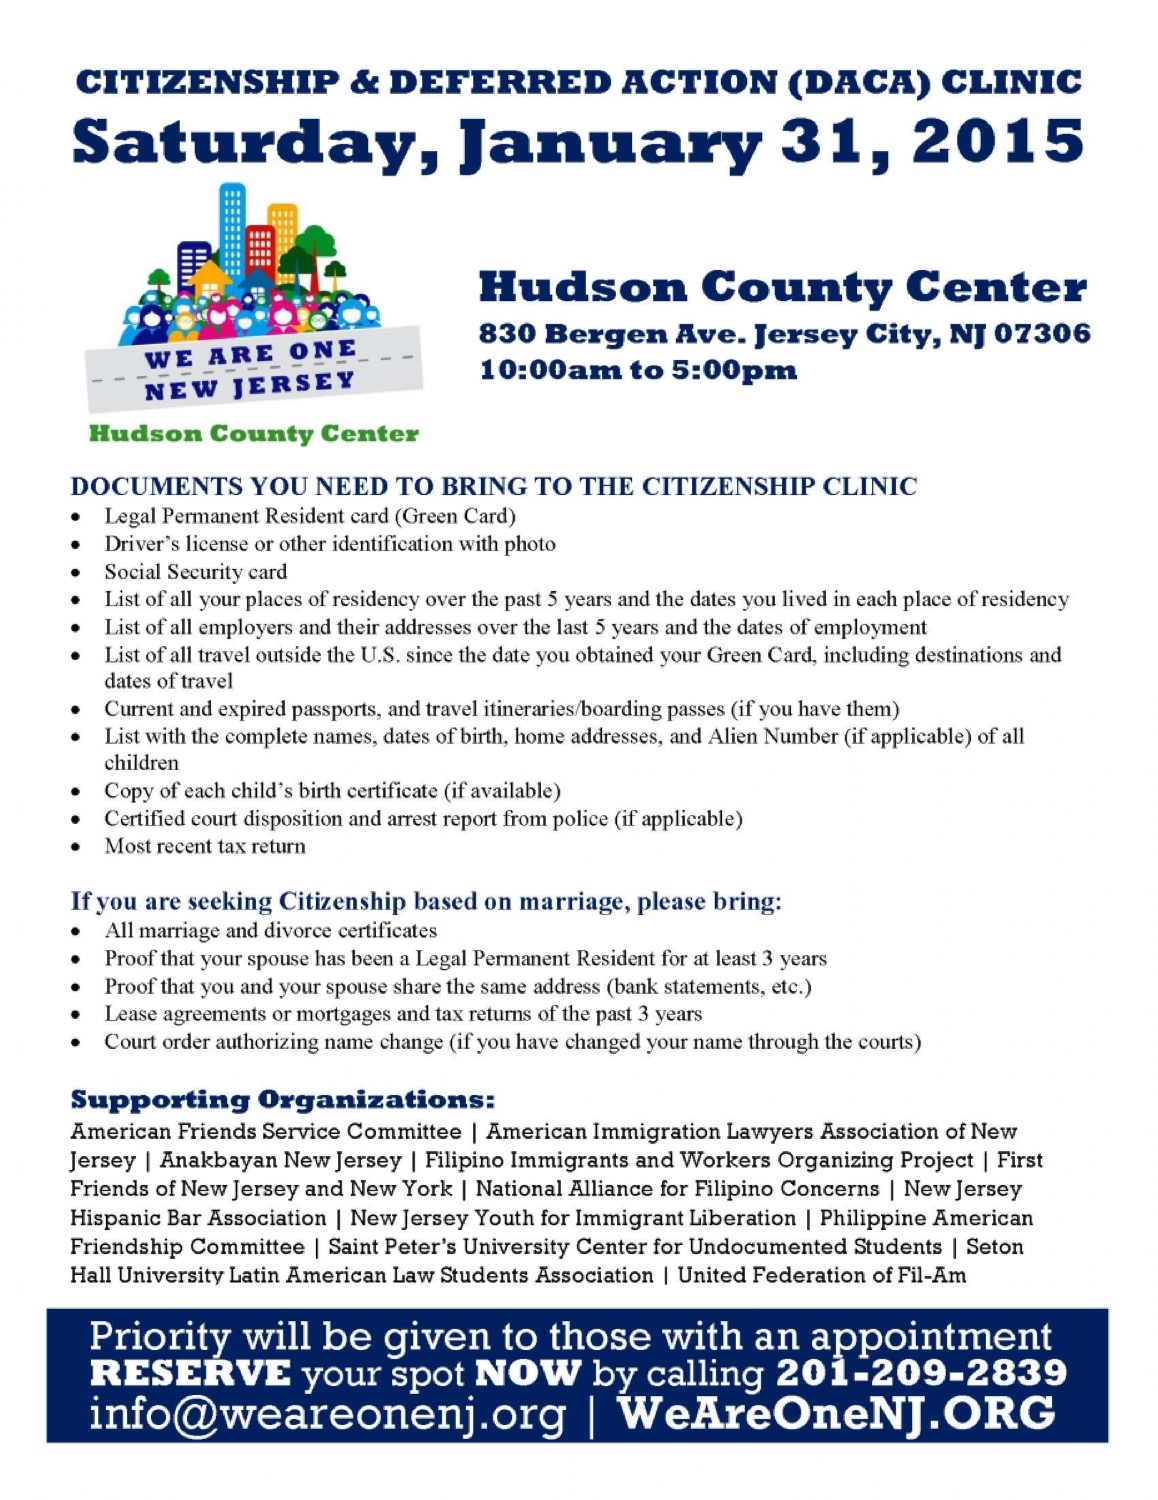 CITIZENSHIP & DEFERRED ACTION (DACA) CLINIC
Saturday, January 31, 2015
WE ARE ONE
NEW JERSEY
Hudson County Center
Hudson County Center
830 Bergen Ave. Jersey City, NJ 07306
10:00am to 5:00pm
DOCUMENTS YOU NEED TO BRING TO THE CITIZENSHIP CLINIC
• Legal Permanent Resident card (Green Card)
• Driver's license or other identification with photo
• Social Security card
• List of all your places of residency over the past 5 years and the dates you lived in each place of residency
• List of all employers and their addresses over the last 5 years and the dates of employment
• List of all travel outside the U.S. since the date you obtained your Green Card, including destinations and
dates of travel
• Current and expired passports, and travel itineraries/boarding passes (if you have them)
• List with the complete names, dates of birth, home addresses, and Alien Number (if applicable) of all
children
• Copy of each child's birth certificate (if available)
• Certified court disposition and arrest report from police (if applicable)
• Most recent tax return
If you are seeking Citizenship based on marriage, please bring:
• All marriage and divorce certificates
• Proof that your spouse has been a Legal Permanent Resident for at least 3 years
• Proof that you and your spouse share the same address (bank statements, etc.)
• Lease agreements or mortgages and tax returns of the past 3 years
• Court order authorizing name change (if you have changed your name through the courts)
Supporting Organizations:
American Friends Service Committee | American Immigration Lawyers Association of New
Jersey | Anakbayan New Jersey | Filipino Immigrants and Workers Organizing Project | First
Friends of New Jersey and New York | National Alliance for Filipino Concerns | New Jersey
Hispanic Bar Association | New Jersey Youth for Immigrant Liberation | Philippine American
Friendship Committee | Saint Peter's University Center for Undocumented Students | Seton
Hall University Latin American Law Students Association | United Federation of Fil-Am
Priority will be given to those with an appointment
RESERVE your spot NOW by calling 201-209-2839
info@weareonenj.org | WeAreOneNJ.ORG